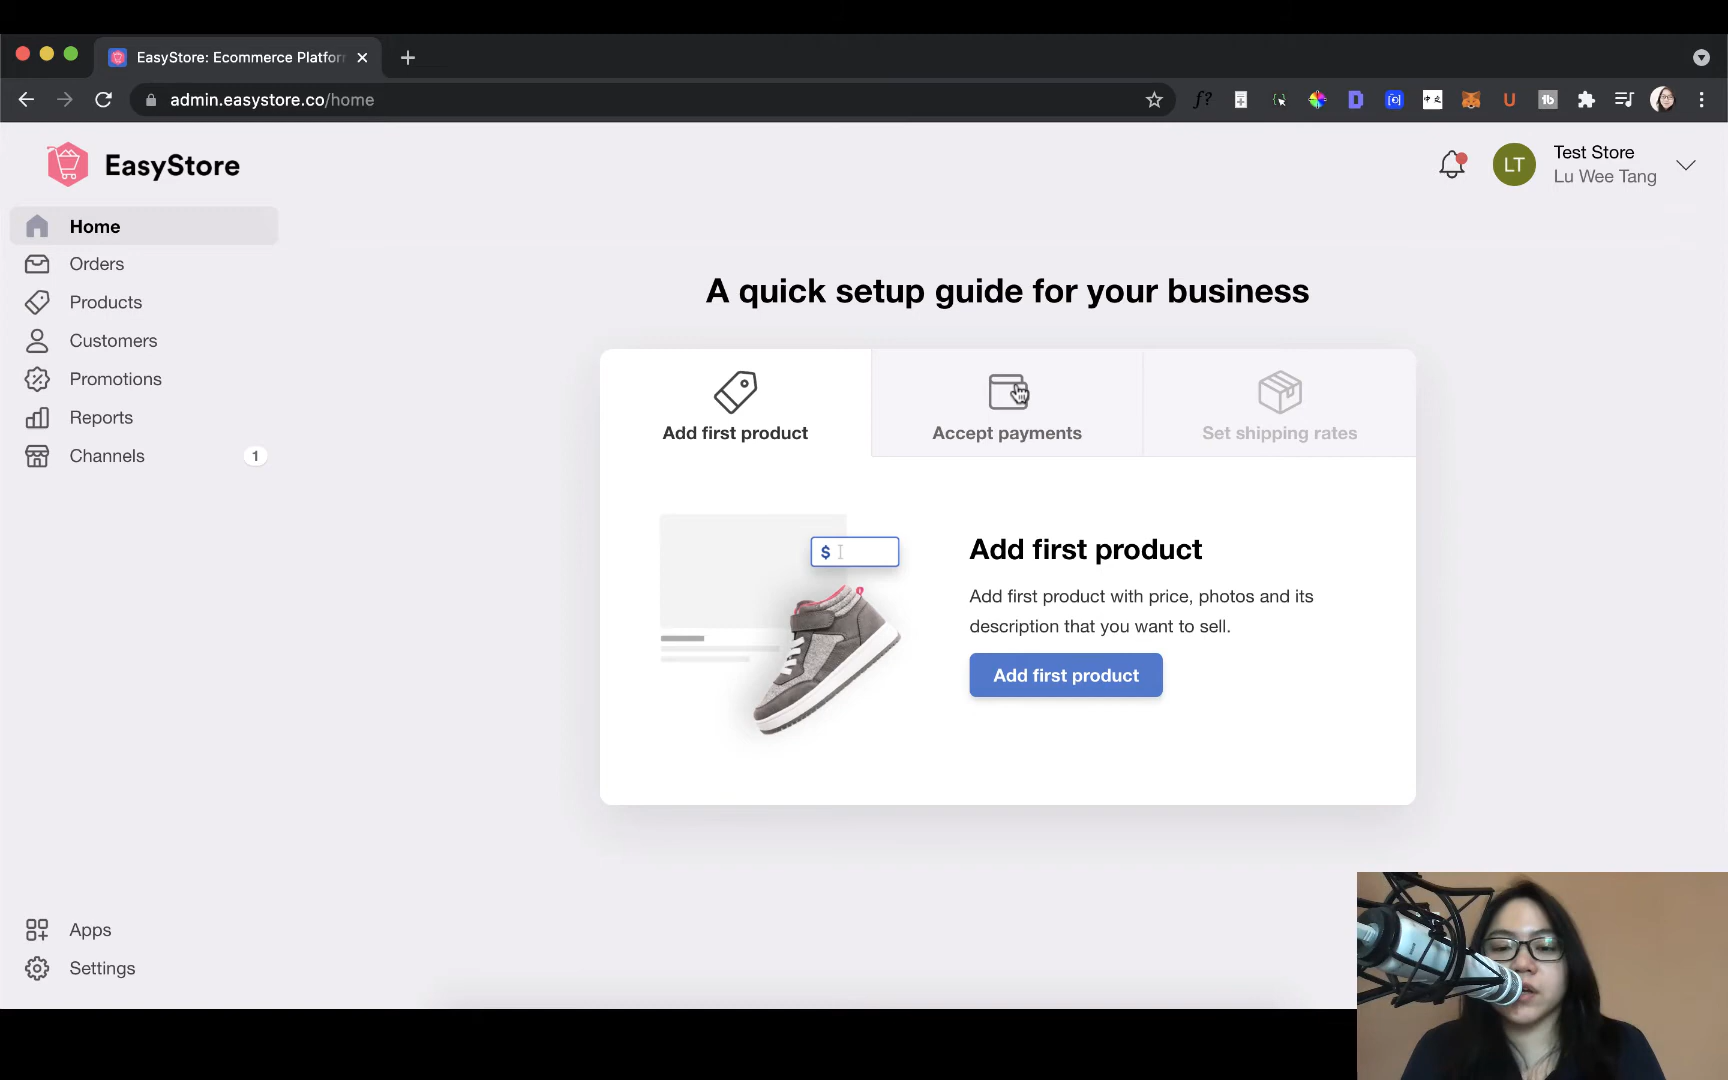 EasyStore: Ecommerce Platforr
admin.easystore.co/home
EasyStore
Test Store
LT
Lu Wee Tang
Home
Orders
Products
Customers
Promotions
Reports
Channels
1
A quick setup guide for your business
Add first product
Accept payments
Set shipping rates
$
Add first product
Add first product with price, photos and its
description that you want to sell.
Add first product
Apps
Settings